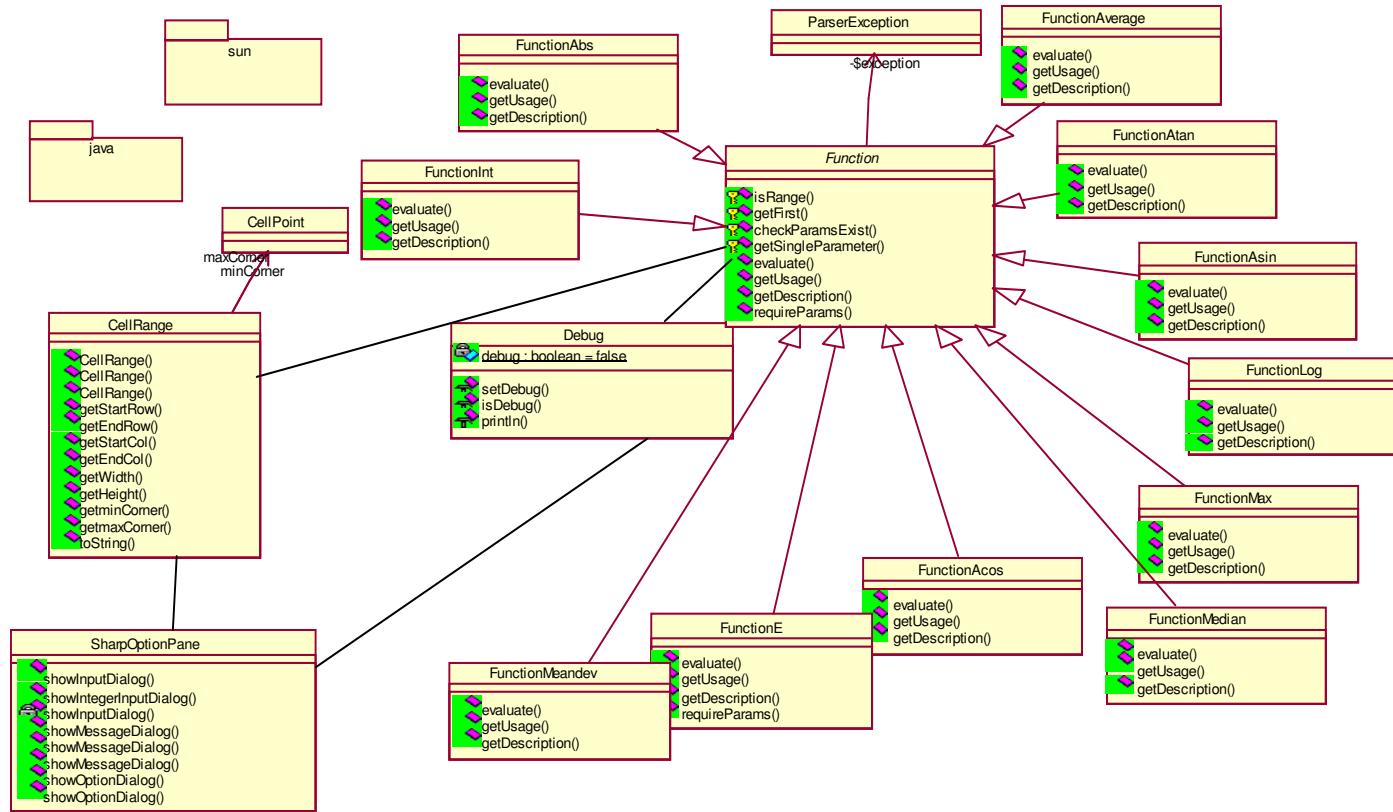 sun
java
FunctionAbs
evaluate()
getUsage()
getDescription()
ParserException
-$exception
FunctionAverage
evaluate()
getUsage()
getDescription()
FunctionAtan
evaluate()
getUsage()
getDescription()
FunctionInt
evaluate()
getUsage()
getDescription()
Function
isRange()
getFirst()
checkParamsExist()
getSingleParameter()
evaluate()
getUsage()
getDescription()
requireParams()
CellPoint
maxCorner
minCorner
FunctionAsin
evaluate()
getUsage()
getDescription()
CellRange
CellRange()
CellRange()
CellRange()
getStartRow()
getEndRow()
getStartCol()
getEndCol()
getWidth()
getHeight()
getminCorner()
getmaxCorner()
toString()
Debug
debug : boolean = false
setDebug()
isDebug()
println()
FunctionLog
evaluate()
getUsage()
getDescription()
FunctionMax
evaluate()
getUsage()
getDescription()
FunctionAcos
evaluate()
getUsage()
getDescription()
FunctionMedian
evaluate()
getUsage()
getDescription()
FunctionE
evaluate()
getUsage()
getDescription()
requireParams()
FunctionMeandev
evaluate()
getUsage()
getDescription()
SharpOptionPane
showInputDialog()
showIntegerInputDialog()
showInputDialog()
showMessageDialog()
showMessageDialog()
showMessageDialog()
showOptionDialog()
showOptionDialog()